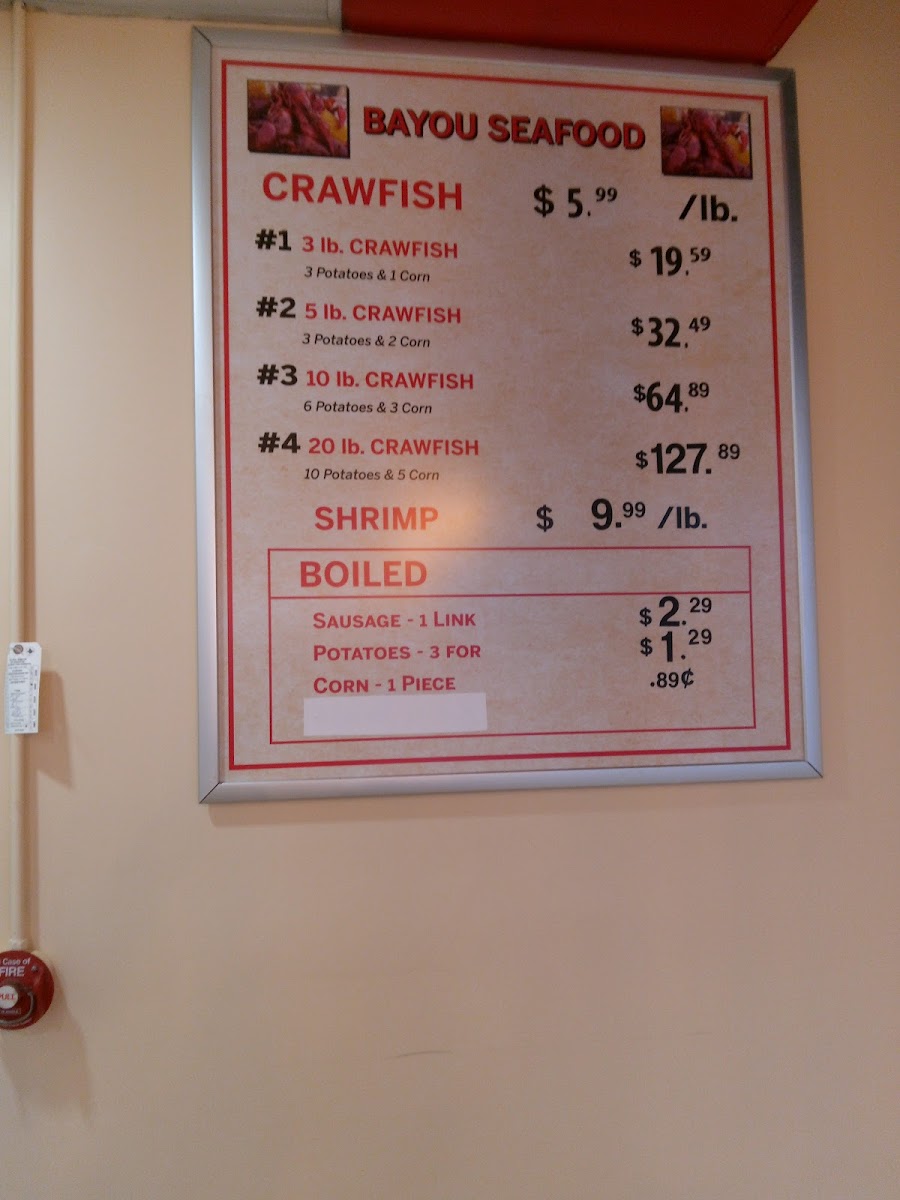 BAYOU SEAFOOD
CRAWFISH $ 5.99 /lb.
#1 3 lb. CRAWFISH $ 19.59
3 Potatoes & 1 Corn
#2 5 lb. CRAWFISH $ 32.49
3 Potatoes & 2 Corn
#3 10 lb. CRAWFISH $64.89
6 Potatoes & 3 Corn
#4 20 lb. CRAWFISH $127.89
10 Potatoes & 5 Corn
SHRIMP $ 9.99 /lb.
BOILED
SAUSAGE - 1 LINK $ 2.29
POTATOES - 3 FOR $ 1.29
CORN - 1 PIECE .89¢
Case of
FIRE
PULL